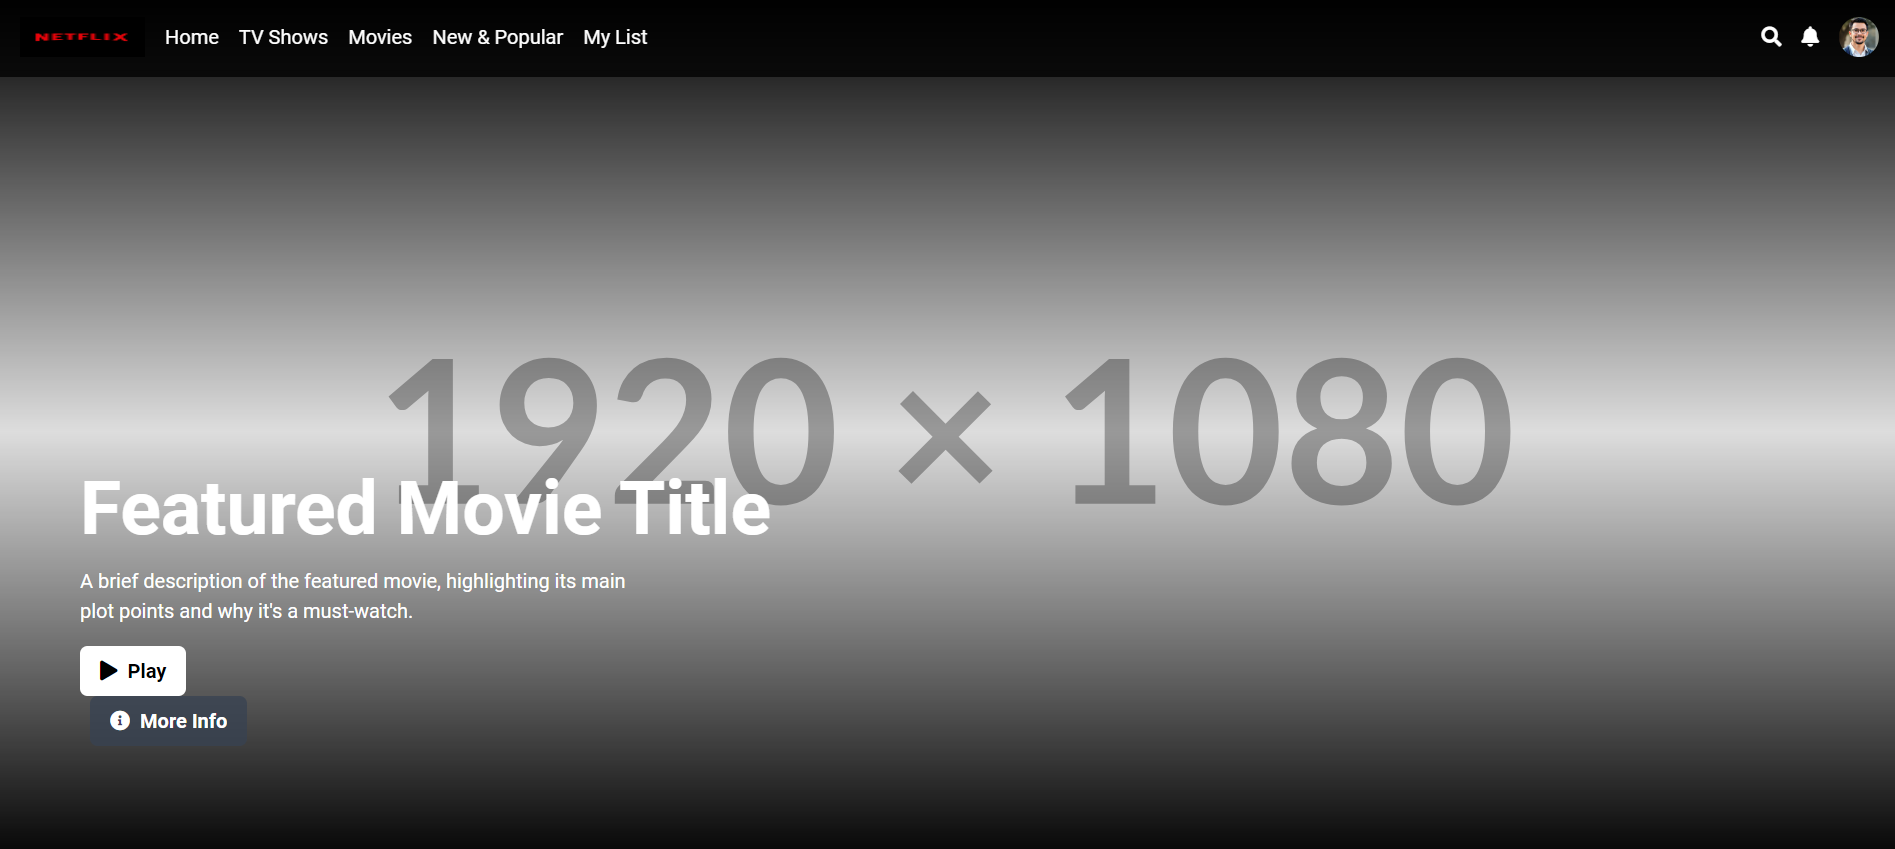 NETFLIX Home TV Shows Movies New & Popular My List
1920 × 1080
Featured Movie Title
A brief description of the featured movie, highlighting its main
plot points and why it's a must-watch.
Play
More Info